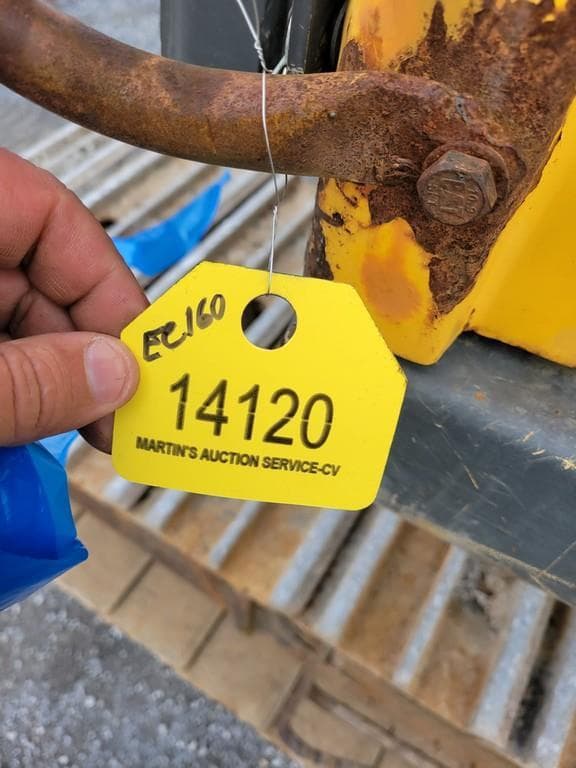 EC160
14120
MARTIN'S AUCTION SERVICE-CV